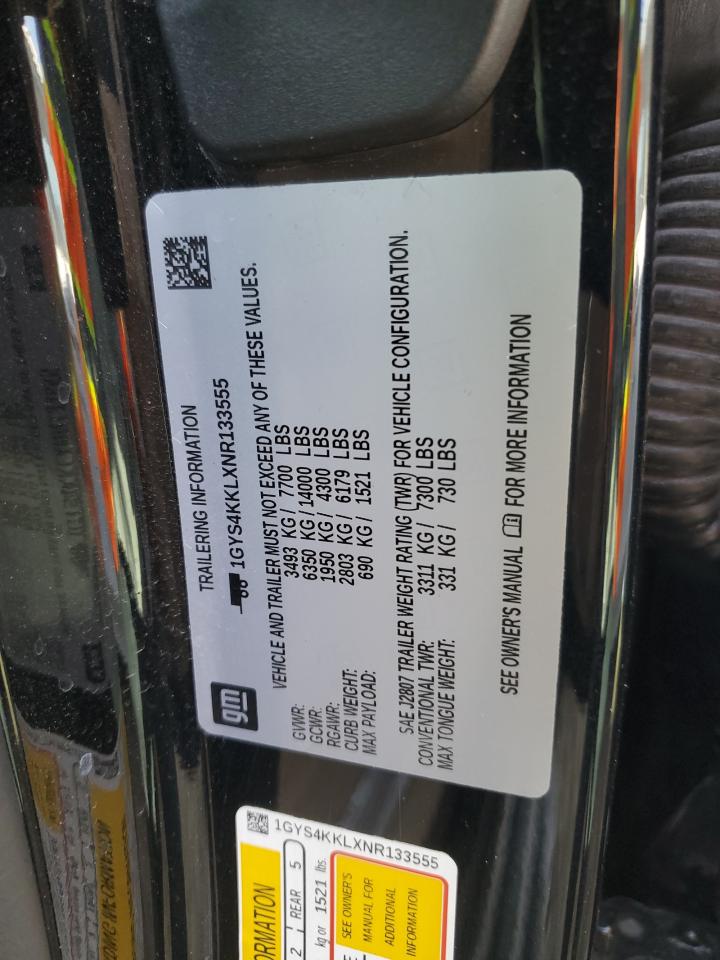 gm
TRAILERING INFORMATION
1GYS4KKLXNR133555
VEHICLE AND TRAILER MUST NOT EXCEED ANY OF THESE VALUES.
GVWR: 3493 KG / 7700 LBS
GCWR: 6350 KG / 14000 LBS
RGAWR: 1950 KG / 4300 LBS
CURB WEIGHT: 2803 KG / 6179 LBS
MAX PAYLOAD: 690 KG / 1521 LBS
SAE J2807 TRAILER WEIGHT RATING (TWR) FOR VEHICLE CONFIGURATION.
CONVENTIONAL TWR: 3311 KG / 7300 LBS
MAX TONGUE WEIGHT: 331 KG / 730 LBS
SEE OWNER'S MANUAL FOR MORE INFORMATION
1GYS4KKLXNR133555
2 REAR 5
kg or 1521 lbs.
SEE OWNER'S
MANUAL FOR
ADDITIONAL
INFORMATION